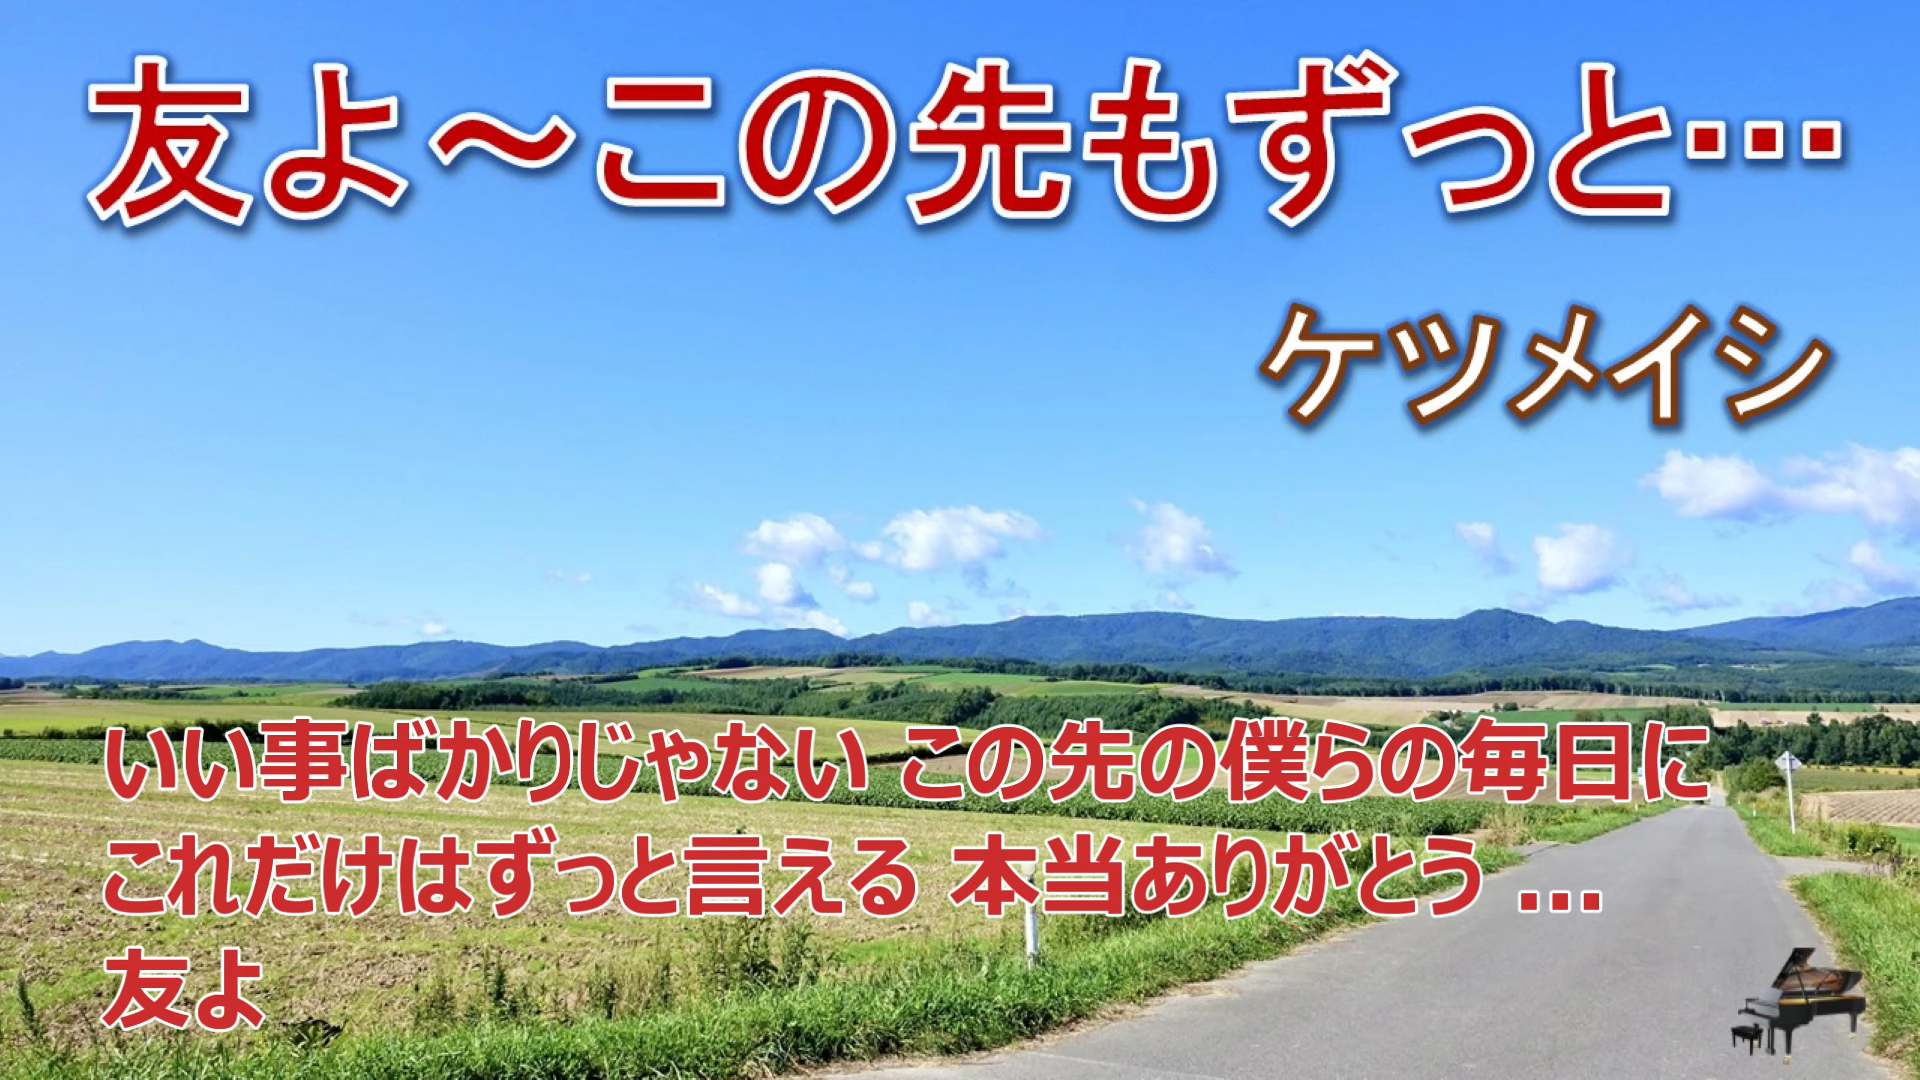 友よ～この先もずっと…
ケツメイシ
いい事ばかりじゃない この先の僕らの毎日に
これだけはずっと言える 本当ありがとう ...
友よ